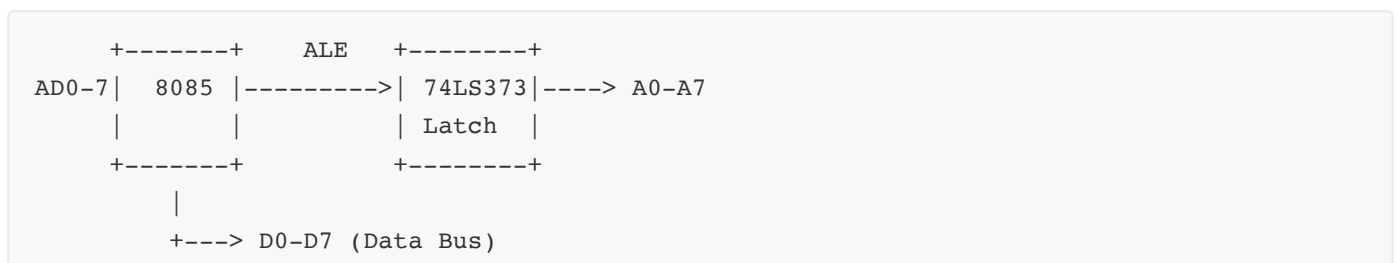 +-------+    ALE   +--------+
AD0-7|  8085 |--------->| 74LS373|----> A0-A7
     |       |          | Latch  |
     +-------+          +--------+
         |
         +---> D0-D7 (Data Bus)